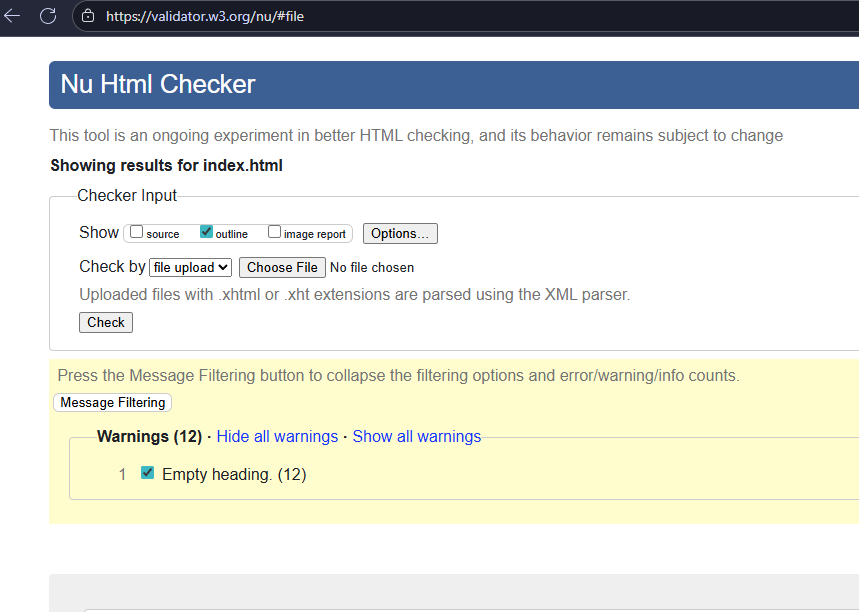 https://validator.w3.org/nu/#file
Nu Html Checker
This tool is an ongoing experiment in better HTML checking, and its behavior remains subject to change
Showing results for index.html
Checker Input
Show source outline image report Options...
Check by file upload Choose File No file chosen
Uploaded files with .xhtml or .xht extensions are parsed using the XML parser.
Check
Press the Message Filtering button to collapse the filtering options and error/warning/info counts.
Message Filtering
Warnings (12) · Hide all warnings · Show all warnings
1 Empty heading. (12)